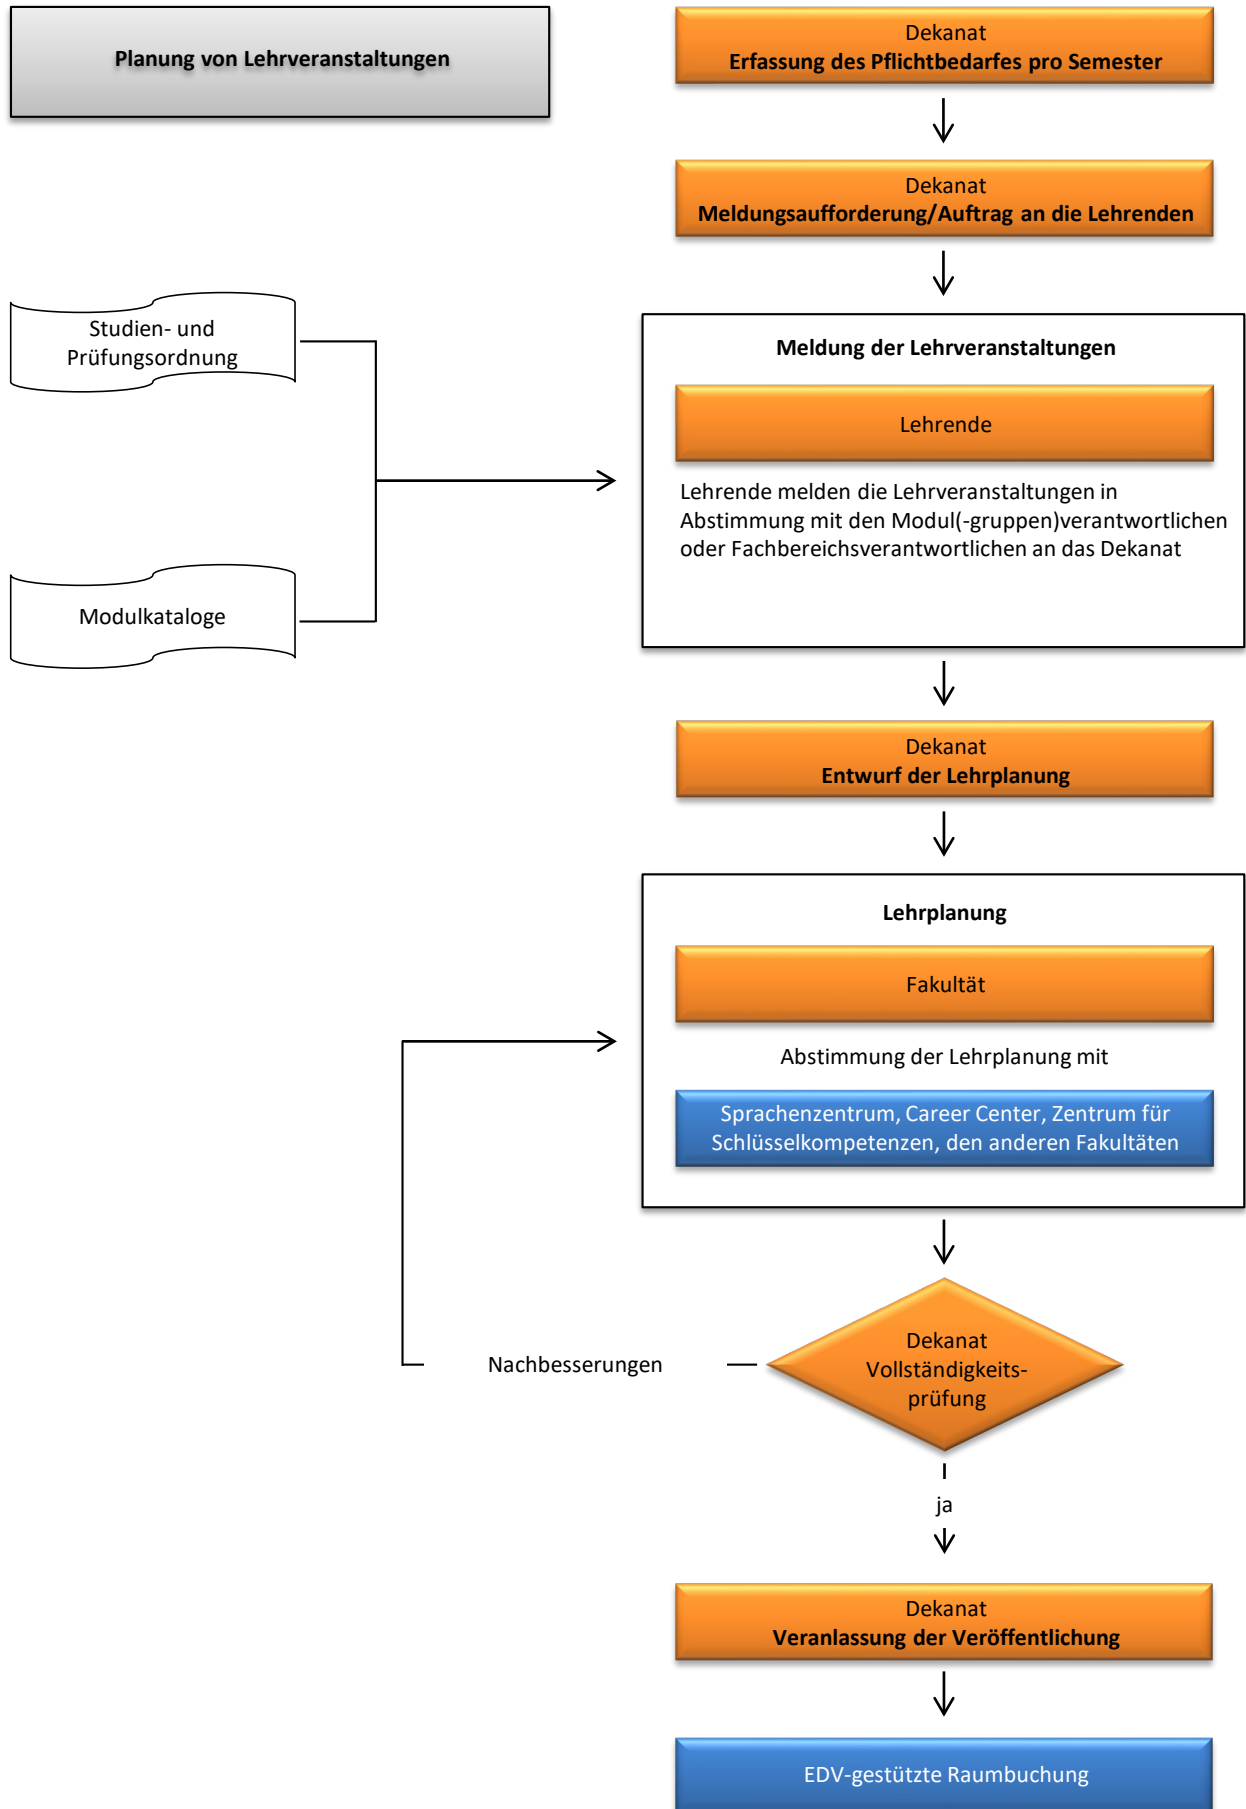 Planung von Lehrveranstaltungen
Dekanat
Erfassung des Pflichtbedarfes pro Semester
Dekanat
Meldungsaufforderung/Auftrag an die Lehrenden
Studien- und
Prüfungsordnung
Modulkataloge
Meldung der Lehrveranstaltungen
Lehrende
Lehrende melden die Lehrveranstaltungen in
Abstimmung mit den Modul(-gruppen)verantwortlichen
oder Fachbereichsverantwortlichen an das Dekanat
Dekanat
Entwurf der Lehrplanung
Lehrplanung
Fakultät
Abstimmung der Lehrplanung mit
Sprachenzentrum, Career Center, Zentrum für
Schlüsselkompetenzen, den anderen Fakultäten
Dekanat
Vollständigkeits-
prüfung
Nachbesserungen
ja
Dekanat
Veranlassung der Veröffentlichung
EDV-gestützte Raumbuchung